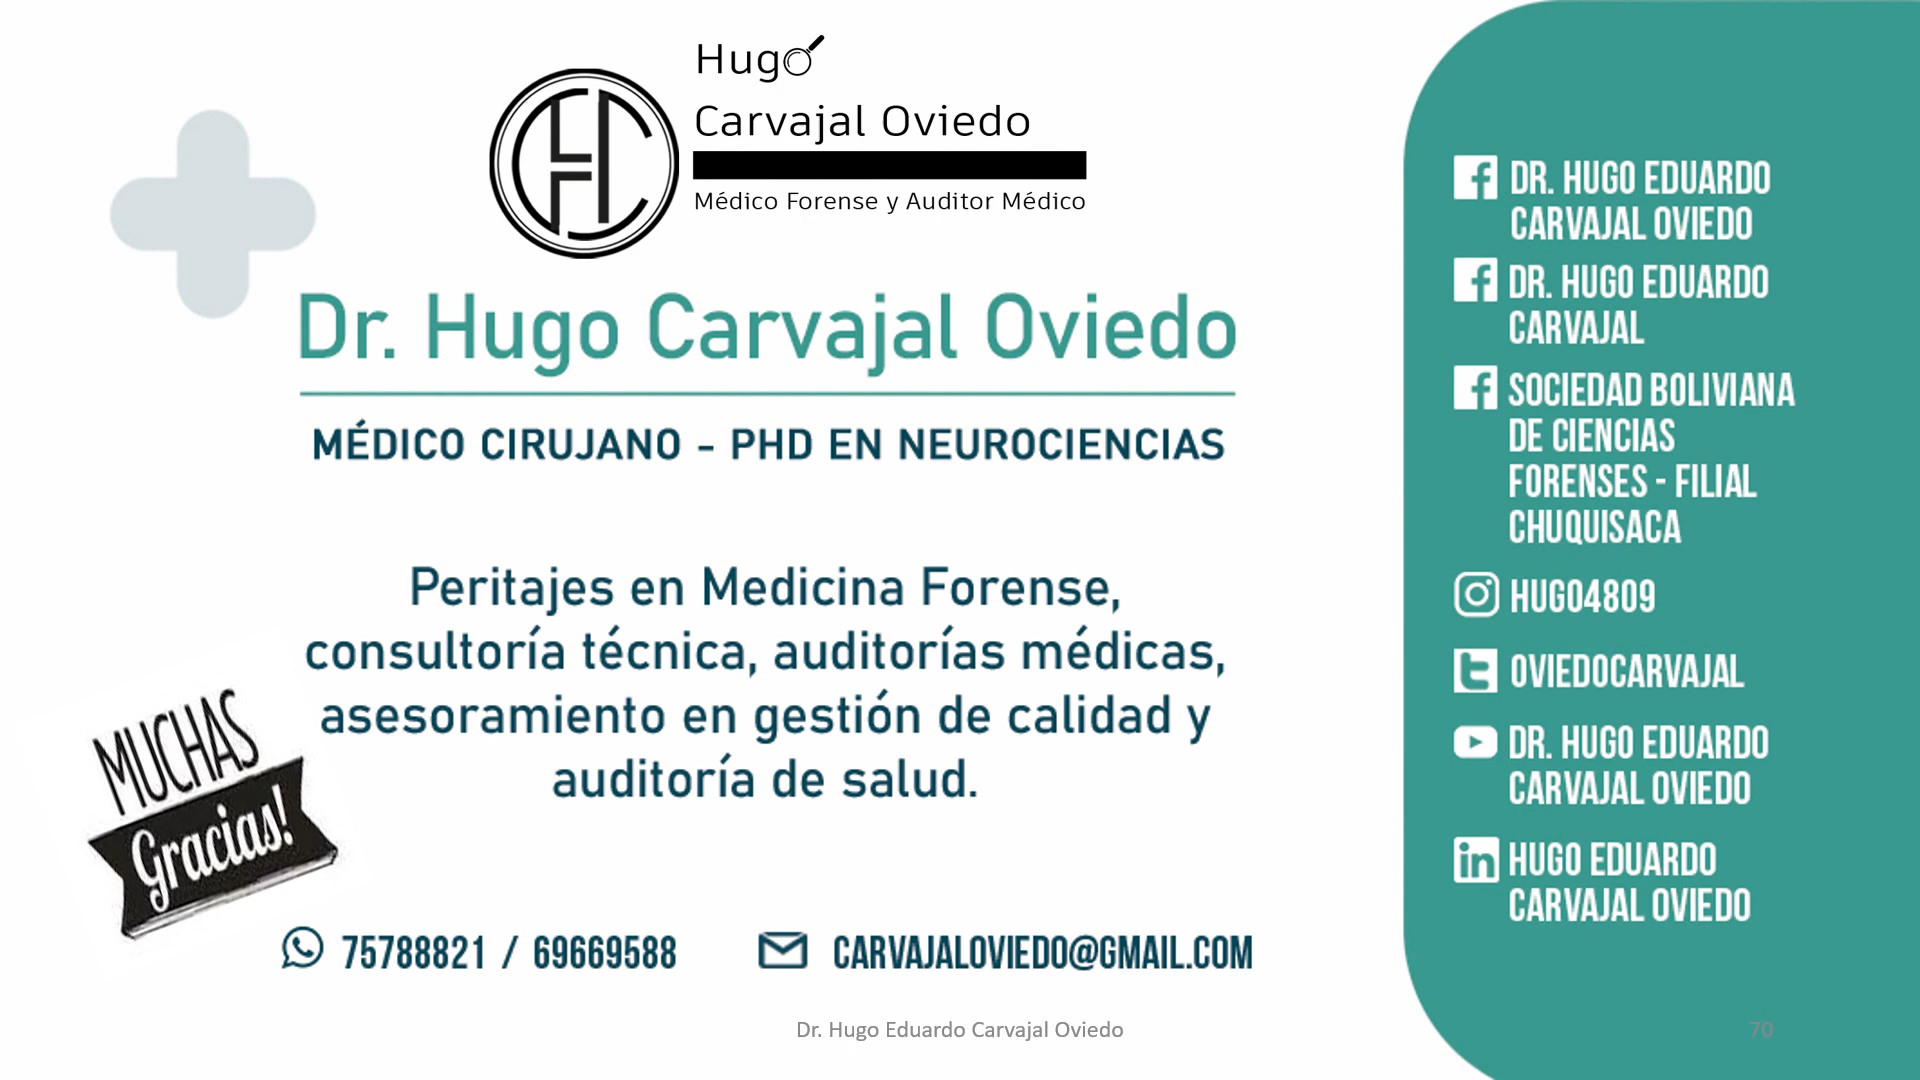 Hugo
Carvajal Oviedo
Médico Forense y Auditor Médico
Dr. Hugo Carvajal Oviedo
MÉDICO CIRUJANO - PHD EN NEUROCIENCIAS
Peritajes en Medicina Forense,
consultoría técnica, auditorías médicas,
asesoramiento en gestión de calidad y
auditoría de salud.
MUCHAS
Gracias!
75788821 / 69669588
CARVAJALOVIEDO@GMAIL.COM
DR. HUGO EDUARDO
CARVAJAL OVIEDO
DR. HUGO EDUARDO
CARVAJAL
SOCIEDAD BOLIVIANA
DE CIENCIAS
FORENSES - FILIAL
CHUQUISACA
HUGO4809
OVIEDOCARVAJAL
DR. HUGO EDUARDO
CARVAJAL OVIEDO
HUGO EDUARDO
CARVAJAL OVIEDO
Dr. Hugo Eduardo Carvajal Oviedo
70